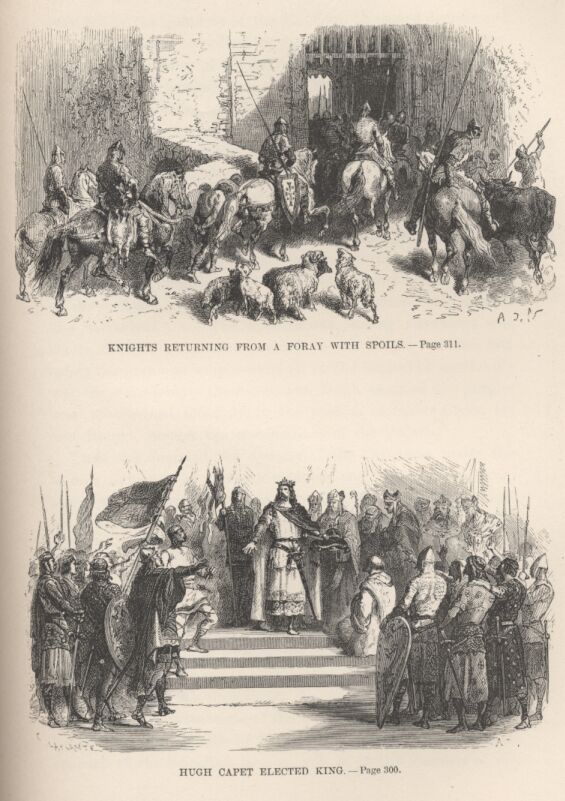 KNIGHTS RETURNING FROM A FORAY WITH SPOILS.—Page 311.
HUGH CAPET ELECTED KING.—Page 300.